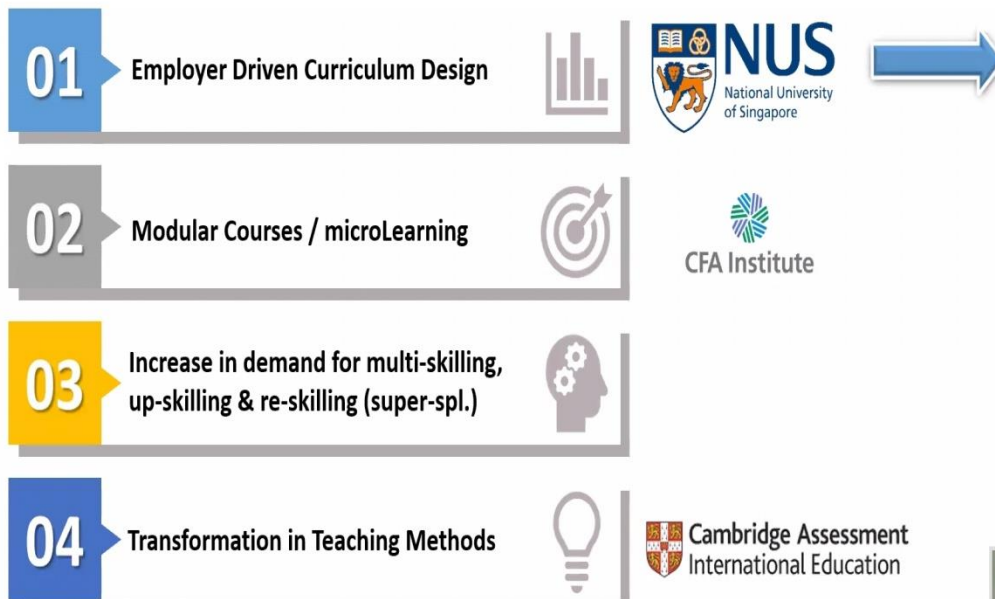 01
Employer Driven Curriculum Design
NUS
National University
of Singapore
02
Modular Courses / microLearning
CFA Institute
03
Increase in demand for multi-skilling,
up-skilling & re-skilling (super-spl.)
04
Transformation in Teaching Methods
Cambridge Assessment
International Education